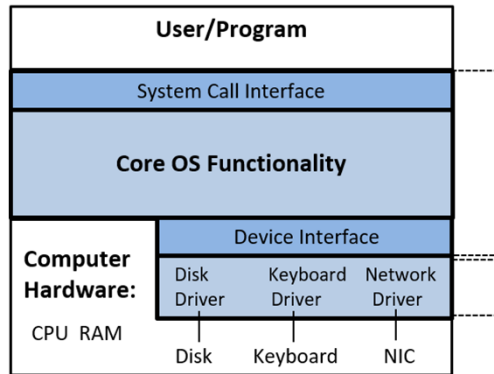 User/Program
System Call Interface
Core OS Functionality
Device Interface
Computer
Hardware:
CPU RAM
Disk
Driver
Keyboard
Driver
Network
Driver
Disk
Keyboard
NIC